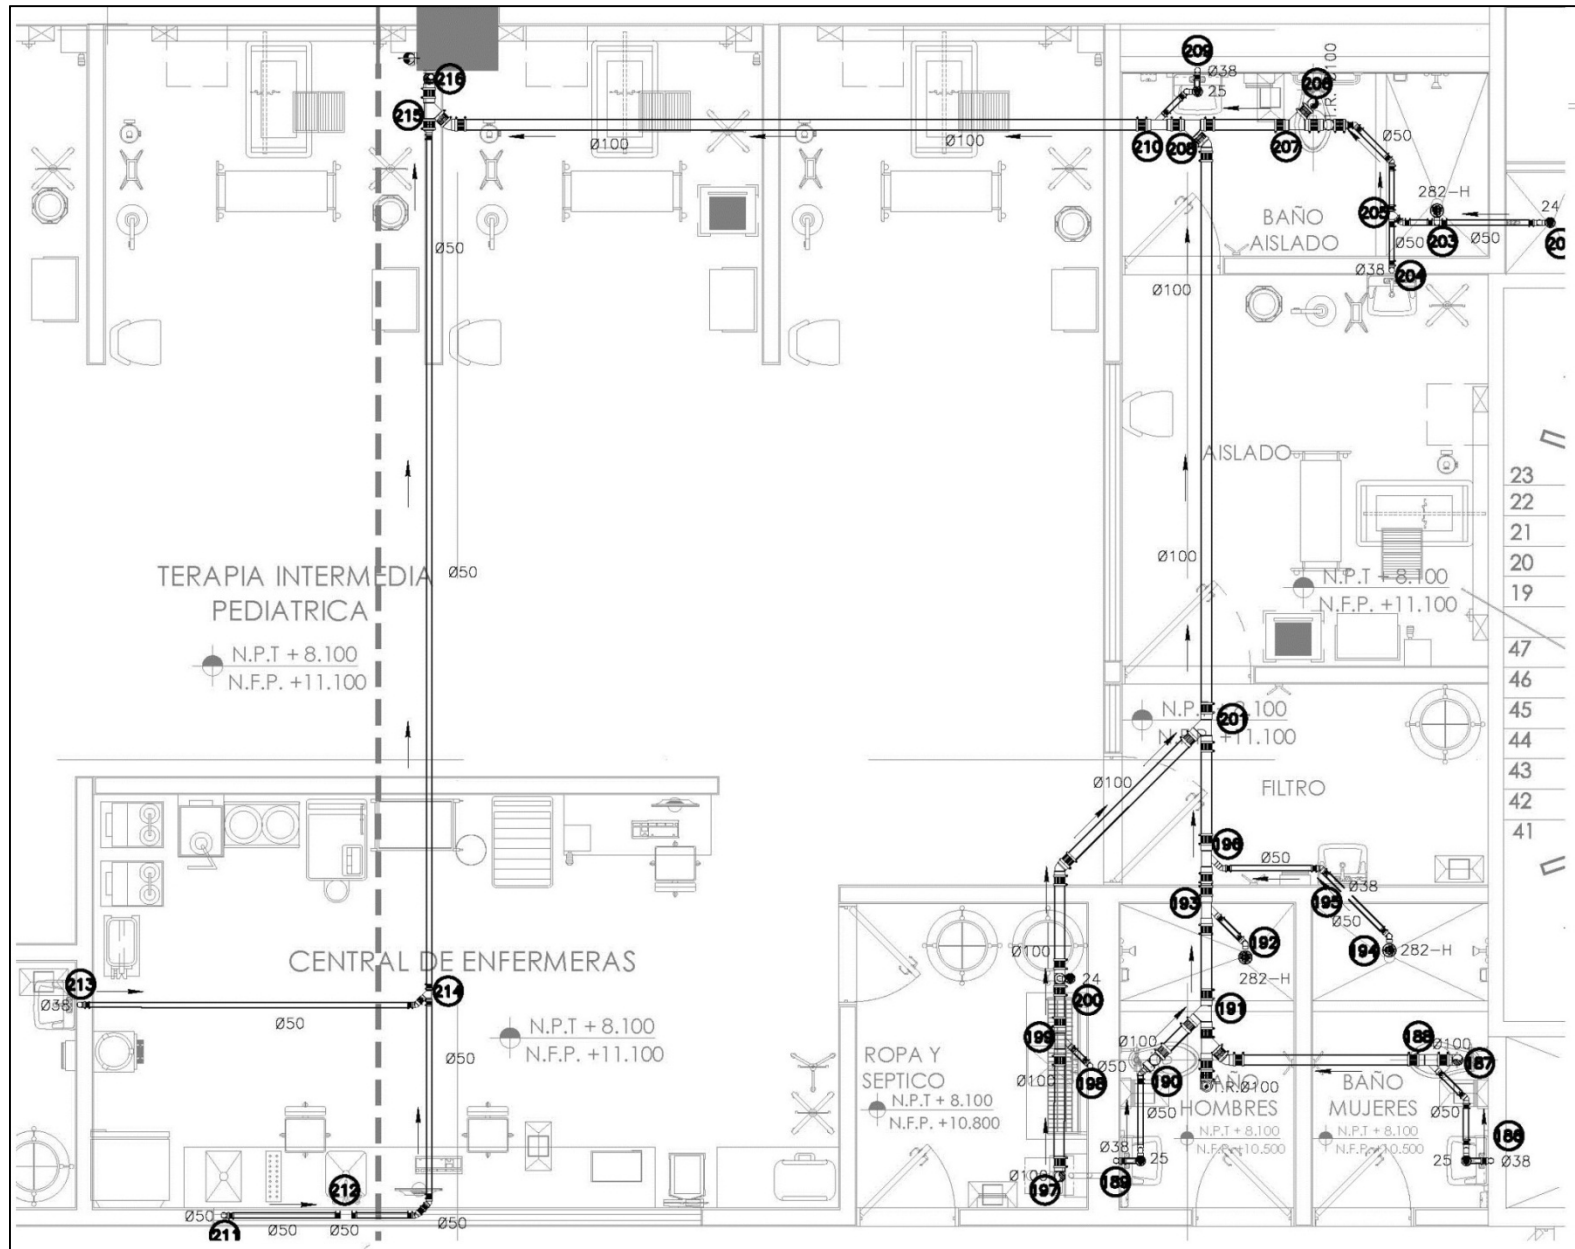 216
215
209
Ø38
25
206
T.R. Ø100
210
208
207
Ø100
Ø100
Ø50
282-H
24
205
203
Ø50
Ø50
Ø38
204
BAÑO
AISLADO
Ø50
Ø100
AISLADO
23
22
21
20
19
47
46
45
44
43
42
41
Ø100
TERAPIA INTERMEDIA
PEDIATRICA
Ø50
N.P.T + 8.100
N.F.P. +11.100
N.P.T + 8.100
N.F.P. +11.100
201
Ø100
FILTRO
196
Ø50
Ø38
195
193
Ø50
192
282-H
194
282-H
CENTRAL DE ENFERMERAS
213
Ø38
Ø50
214
N.P.T + 8.100
N.F.P. +11.100
Ø50
Ø100
24
200
199
191
Ø100
188
Ø100
187
ROPA Y
SEPTICO
N.P.T + 8.100
N.F.P. +10.800
Ø50
198
Ø100
190
T.R.Ø100
BAÑO
HOMBRES
N.P.T + 8.100
N.F.P. +10.500
BAÑO
MUJERES
N.P.T + 8.100
N.F.P. +10.500
Ø50
Ø50
186
Ø38
25
25
Ø38
Ø100
197
189
212
Ø50
Ø50
Ø50
Ø50
211